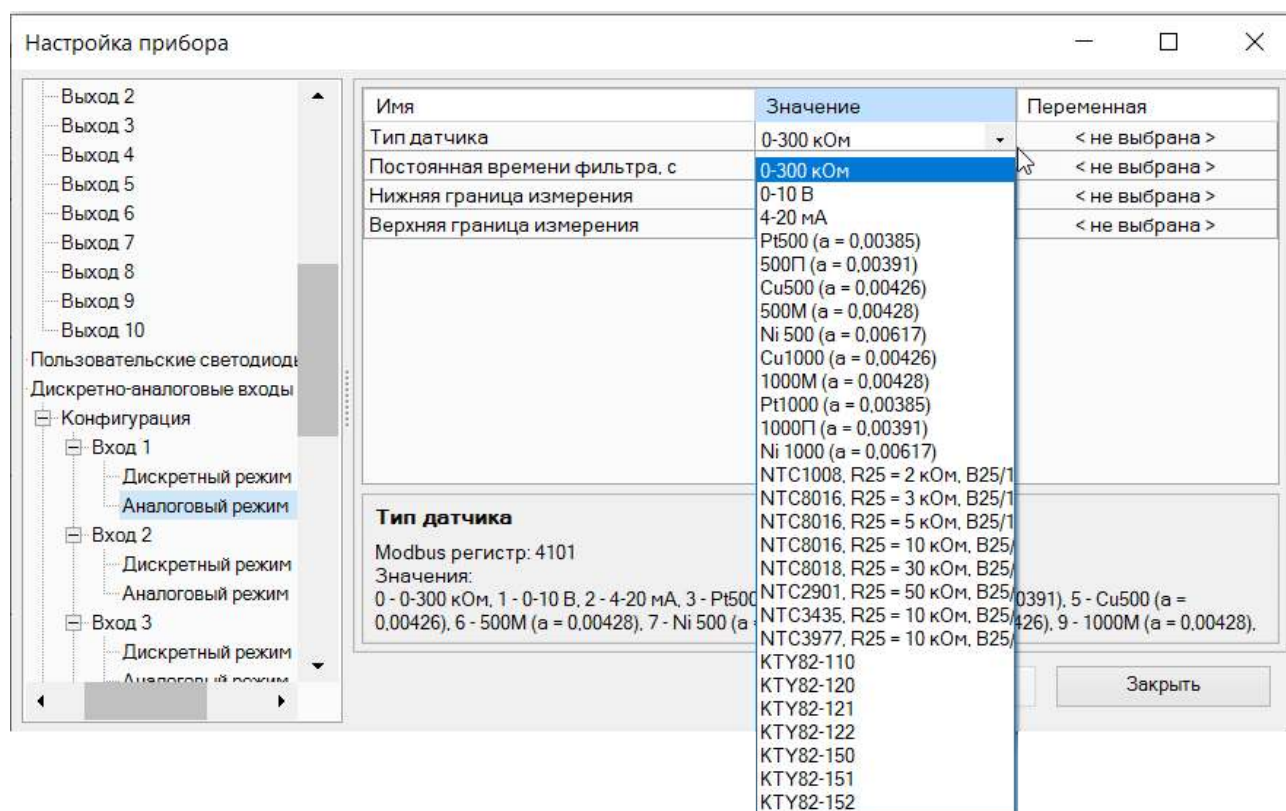 Настройка прибора
Выход 2
Выход 3
Выход 4
Выход 5
Выход 6
Выход 7
Выход 8
Выход 9
Выход 10
Пользовательские светодиоды
Дискретно-аналоговые входы
Конфигурация
Вход 1
Дискретный режим
Аналоговый режим
Вход 2
Дискретный режим
Аналоговый режим
Вход 3
Дискретный режим
Аналоговый режим
Имя Значение Переменная
Тип датчика 0-300 кОм < не выбрана >
Постоянная времени фильтра, с < не выбрана >
Нижняя граница измерения < не выбрана >
Верхняя граница измерения < не выбрана >
0-300 кОм
0-10 В
4-20 мА
Pt500 (a = 0,00385)
500П (a = 0,00391)
Cu500 (a = 0,00426)
500М (a = 0,00428)
Ni 500 (a = 0,00617)
Cu1000 (a = 0,00426)
1000М (a = 0,00428)
Pt1000 (a = 0,00385)
1000П (a = 0,00391)
Ni 1000 (a = 0,00617)
NTC1008, R25 = 2 кОм, B25/1
NTC8016, R25 = 3 кОм, B25/1
NTC8016, R25 = 5 кОм, B25/1
NTC8016, R25 = 10 кОм, B25/
NTC8018, R25 = 30 кОм, B25/
NTC2901, R25 = 50 кОм, B25/
NTC3435, R25 = 10 кОм, B25/
NTC3977, R25 = 10 кОм, B25/
KTY82-110
KTY82-120
KTY82-121
KTY82-122
KTY82-150
KTY82-151
KTY82-152
Тип датчика
Modbus регистр: 4101
Значения:
0 - 0-300 кОм, 1 - 0-10 В, 2 - 4-20 мА, 3 - Pt500 0391), 5 - Cu500 (a =
0,00426), 6 - 500М (a = 0,00428), 7 - Ni 500 (a 426), 9 - 1000М (a = 0,00428),
Закрыть